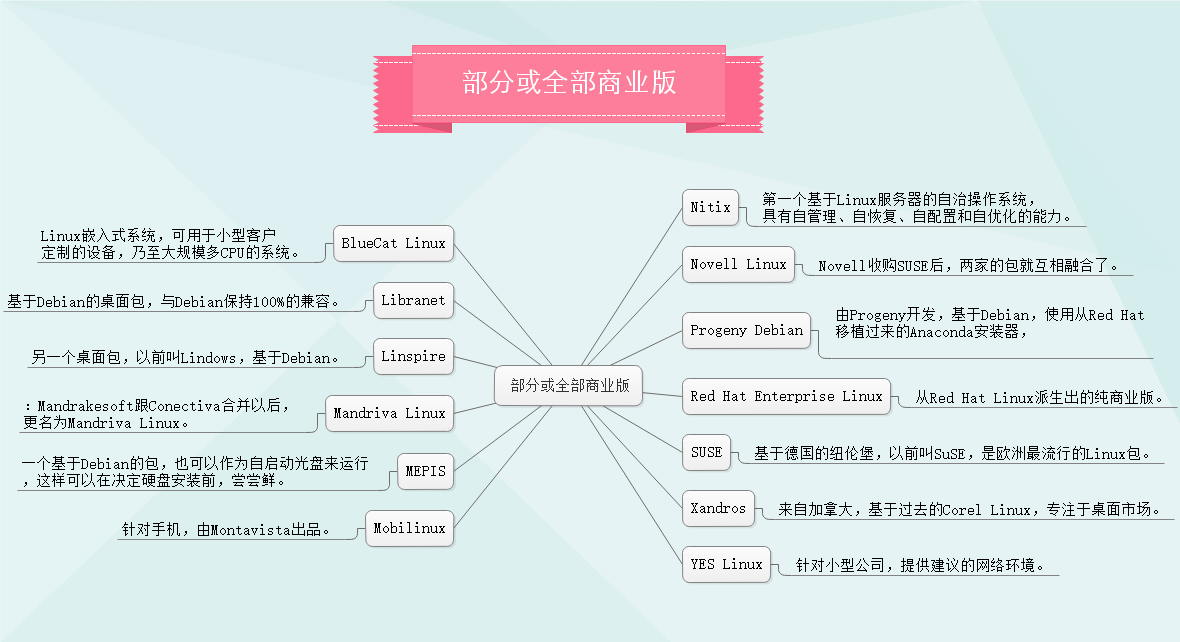 部分或全部商业版
BlueCat Linux
Linux嵌入式系统，可用于小型客户
定制的设备，乃至大规模多CPU的系统。
Libranet
基于Debian的桌面包，与Debian保持100%的兼容。
Linspire
另一个桌面包，以前叫Lindows，基于Debian。
Mandriva Linux
：Mandrakesoft跟Conectiva合并以后，
更名为Mandriva Linux。
MEPIS
一个基于Debian的包，也可以作为自启动光盘来运行
，这样可以在决定硬盘安装前，尝尝鲜。
Mobilinux
针对手机，由Montavista出品。
部分或全部商业版
Nitix
第一个基于Linux服务器的自治操作系统，
具有自管理、自恢复、自配置和自优化的能力。
Novell Linux
Novell收购SUSE后，两家的包就互相融合了。
Progeny Debian
由Progeny开发，基于Debian，使用从Red Hat
移植过来的Anaconda安装器，
Red Hat Enterprise Linux
从Red Hat Linux派生出的纯商业版。
SUSE
基于德国的纽伦堡，以前叫SuSE，是欧洲最流行的Linux包。
Xandros
来自加拿大，基于过去的Corel Linux，专注于桌面市场。
YES Linux
针对小型公司，提供建议的网络环境。